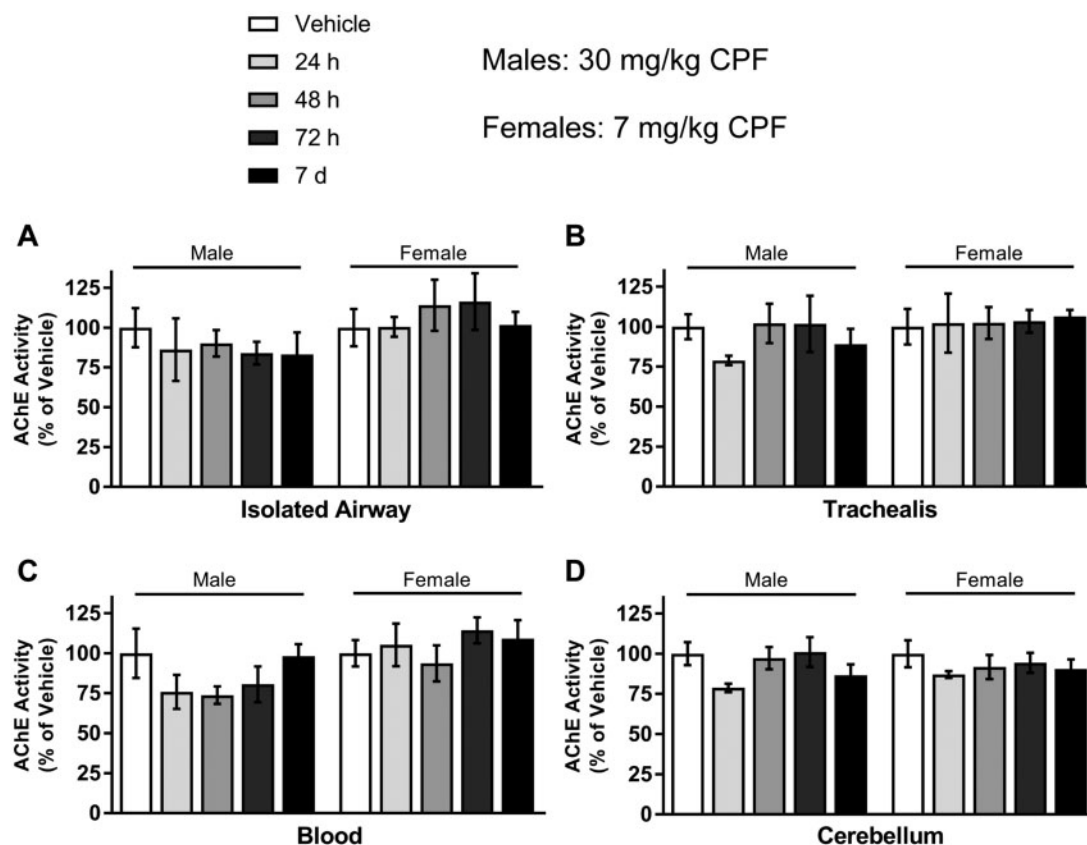 Vehicle
24 h
48 h
72 h
7 d
Males: 30 mg/kg CPF
Females: 7 mg/kg CPF
A
Male
Female
AChE Activity
(% of Vehicle)
125
100
75
50
25
0
Isolated Airway
B
Male
Female
AChE Activity
(% of Vehicle)
125
100
75
50
25
0
Trachealis
C
Male
Female
AChE Activity
(% of Vehicle)
125
100
75
50
25
0
Blood
D
Male
Female
AChE Activity
(% of Vehicle)
125
100
75
50
25
0
Cerebellum